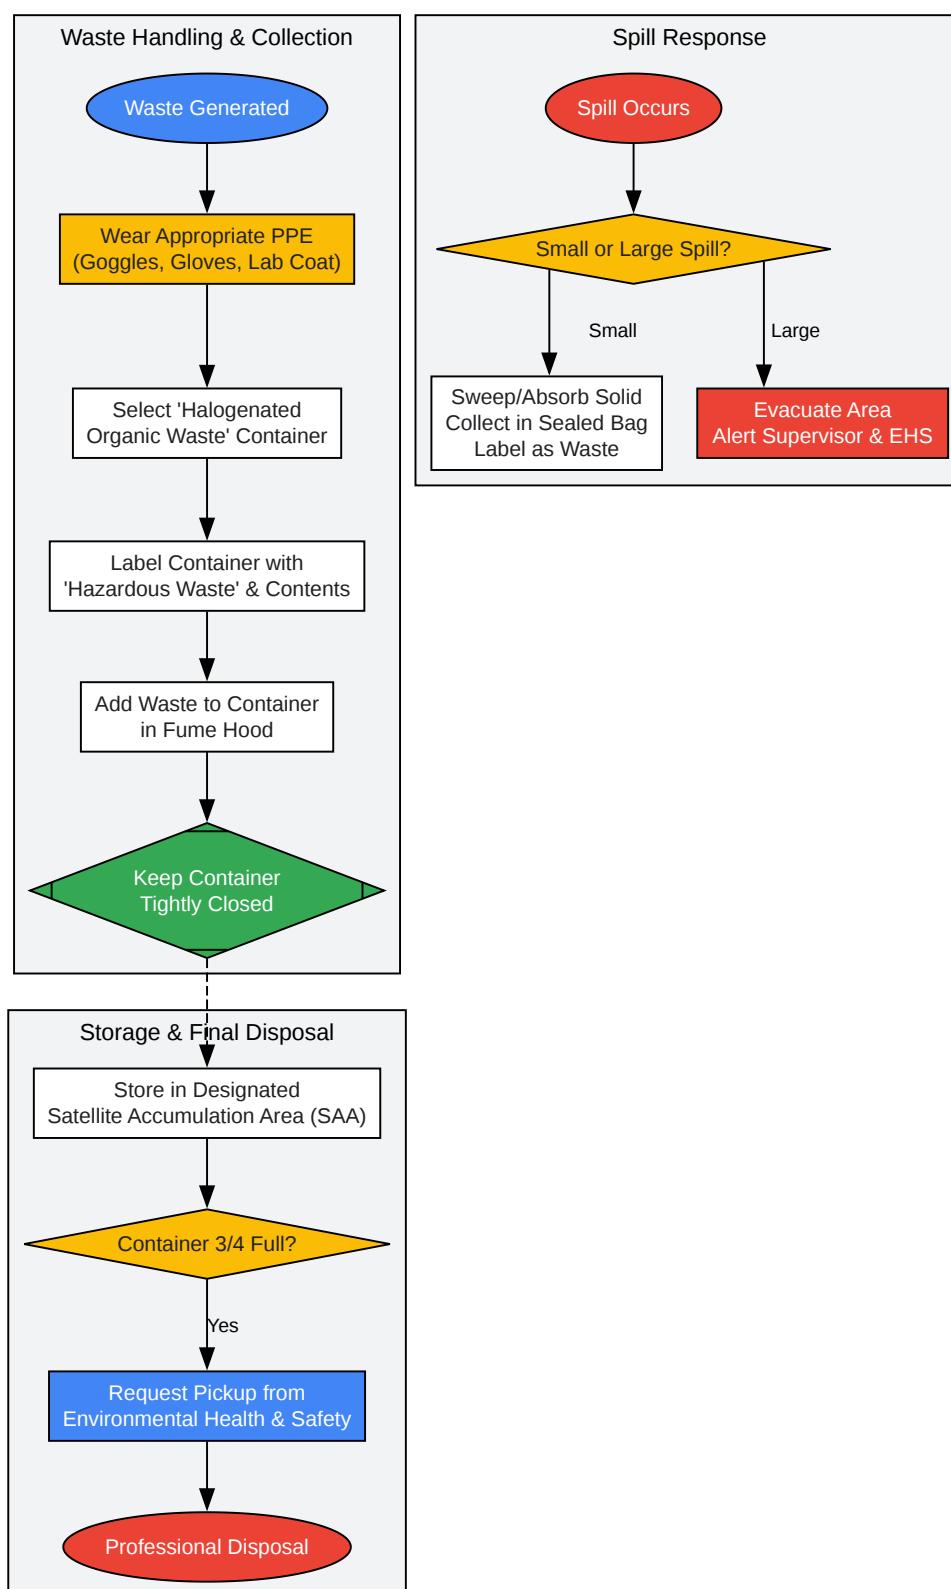 Waste Handling & Collection
Waste Generated
Wear Appropriate PPE
(Goggles, Gloves, Lab Coat)
Select 'Halogenated
Organic Waste' Container
Label Container with
'Hazardous Waste' & Contents
Add Waste to Container
in Fume Hood
Keep Container
Tightly Closed
Storage & Final Disposal
Store in Designated
Satellite Accumulation Area (SAA)
Container 3/4 Full?
Yes
Request Pickup from
Environmental Health & Safety
Professional Disposal
Spill Response
Spill Occurs
Small or Large Spill?
Small
Large
Sweep/Absorb Solid
Collect in Sealed Bag
Label as Waste
Evacuate Area
Alert Supervisor & EHS